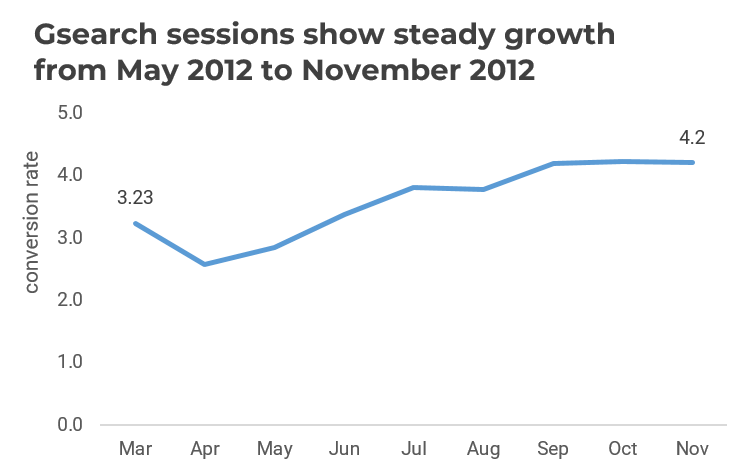 Gsearch sessions show steady growth
from May 2012 to November 2012
5.0
4.2
4.0
3.23
conversion rate
3.0
2.0
1.0
0.0
Mar Apr May Jun Jul Aug Sep Oct Nov